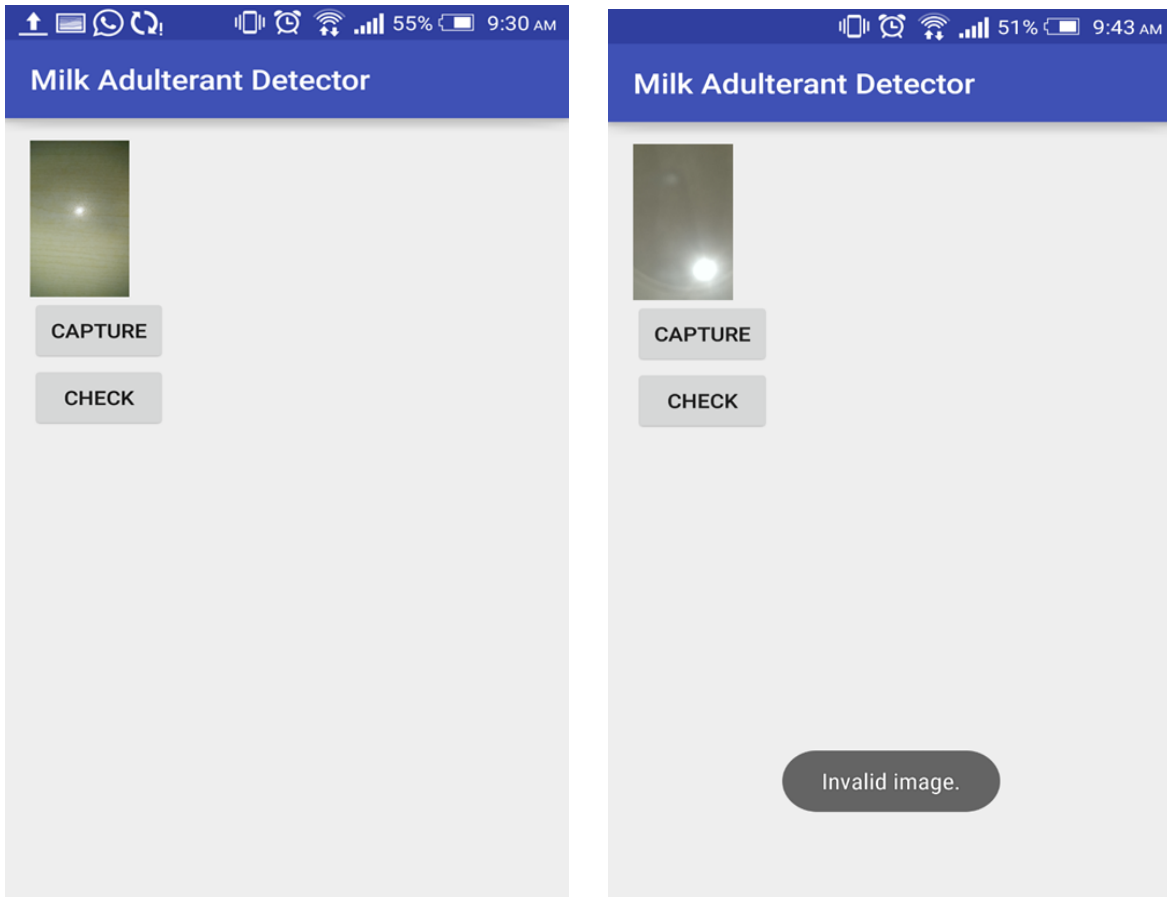 55% 9:30 AM
Milk Adulterant Detector
CAPTURE
CHECK
51% 9:43 AM
Milk Adulterant Detector
CAPTURE
CHECK
Invalid image.